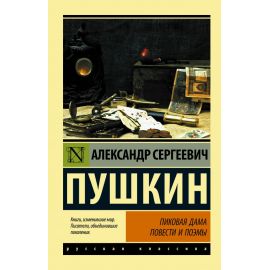 N
АЛЕКСАНДР СЕРГЕЕВИЧ
ПУШКИН
Книги, изменившие мир.
Писатели, объединившие
поколения.
ПИКОВАЯ ДАМА
ПОВЕСТИ И ПОЭМЫ
русская классика